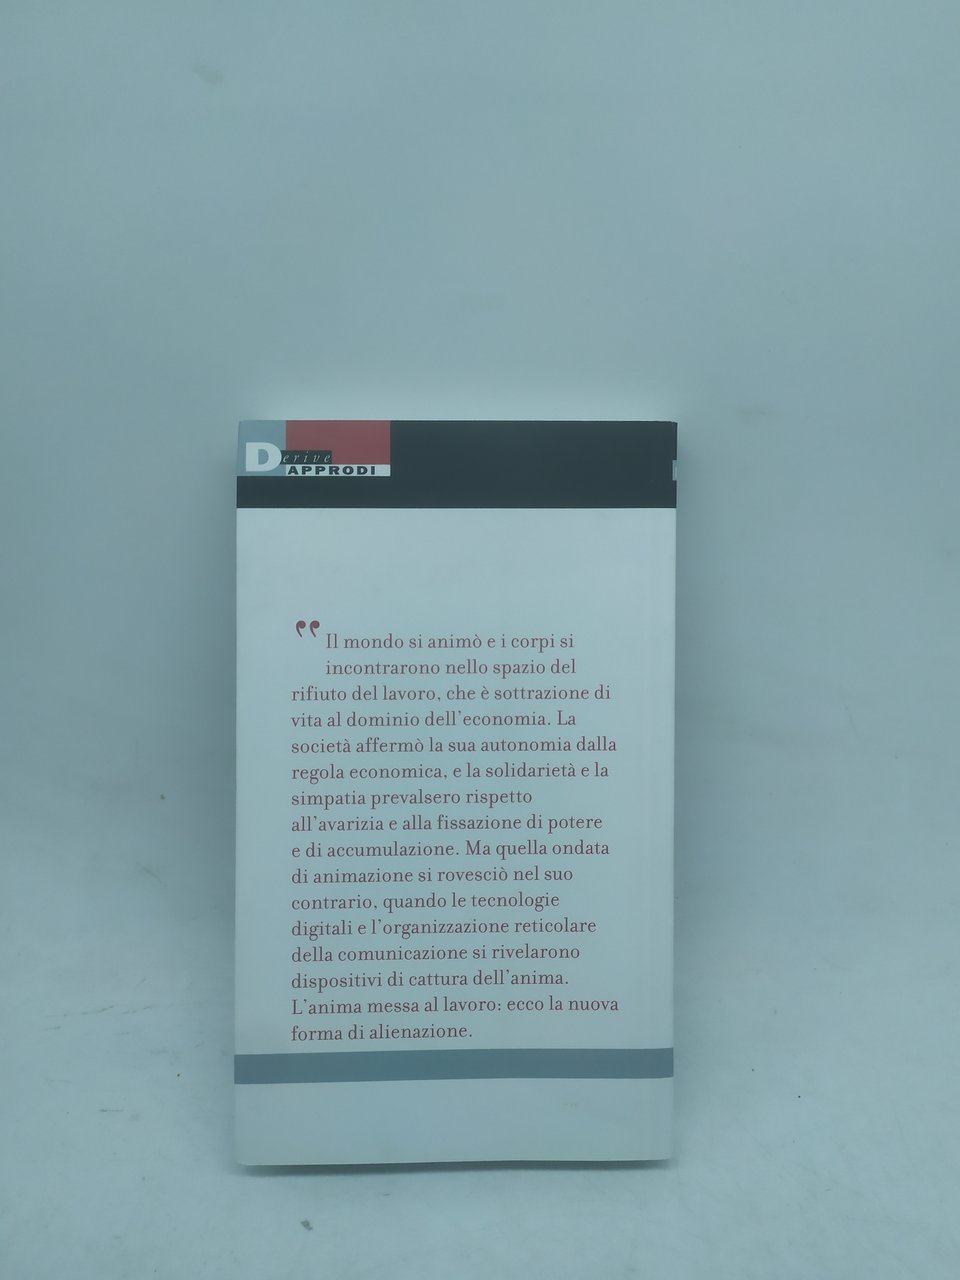 Derive
APPRODI
Il mondo si animò e i corpi si
incontrarono nello spazio del
rifiuto del lavoro, che è sottrazione di
vita al dominio dell'economia. La
società affermò la sua autonomia dalla
regola economica, e la solidarietà e la
simpatia prevalsero rispetto
all'avarizia e alla fissazione di potere
e di accumulazione. Ma quella ondata
di animazione si rovesciò nel suo
contrario, quando le tecnologie
digitali e l'organizzazione reticolare
della comunicazione si rivelarono
dispositivi di cattura dell'anima.
L'anima messa al lavoro: ecco la nuova
forma di alienazione.